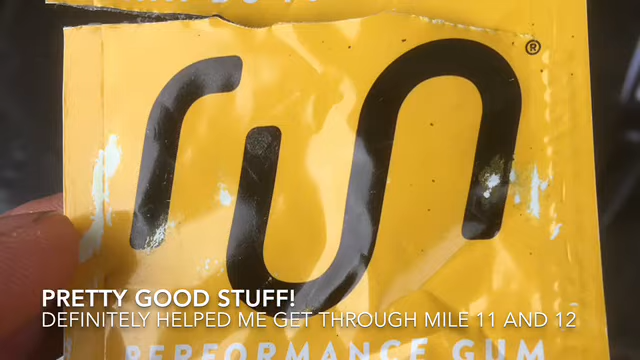 run®
PRETTY GOOD STUFF!
DEFINITELY HELPED ME GET THROUGH MILE 11 AND 12
PERFORMANCE GUM